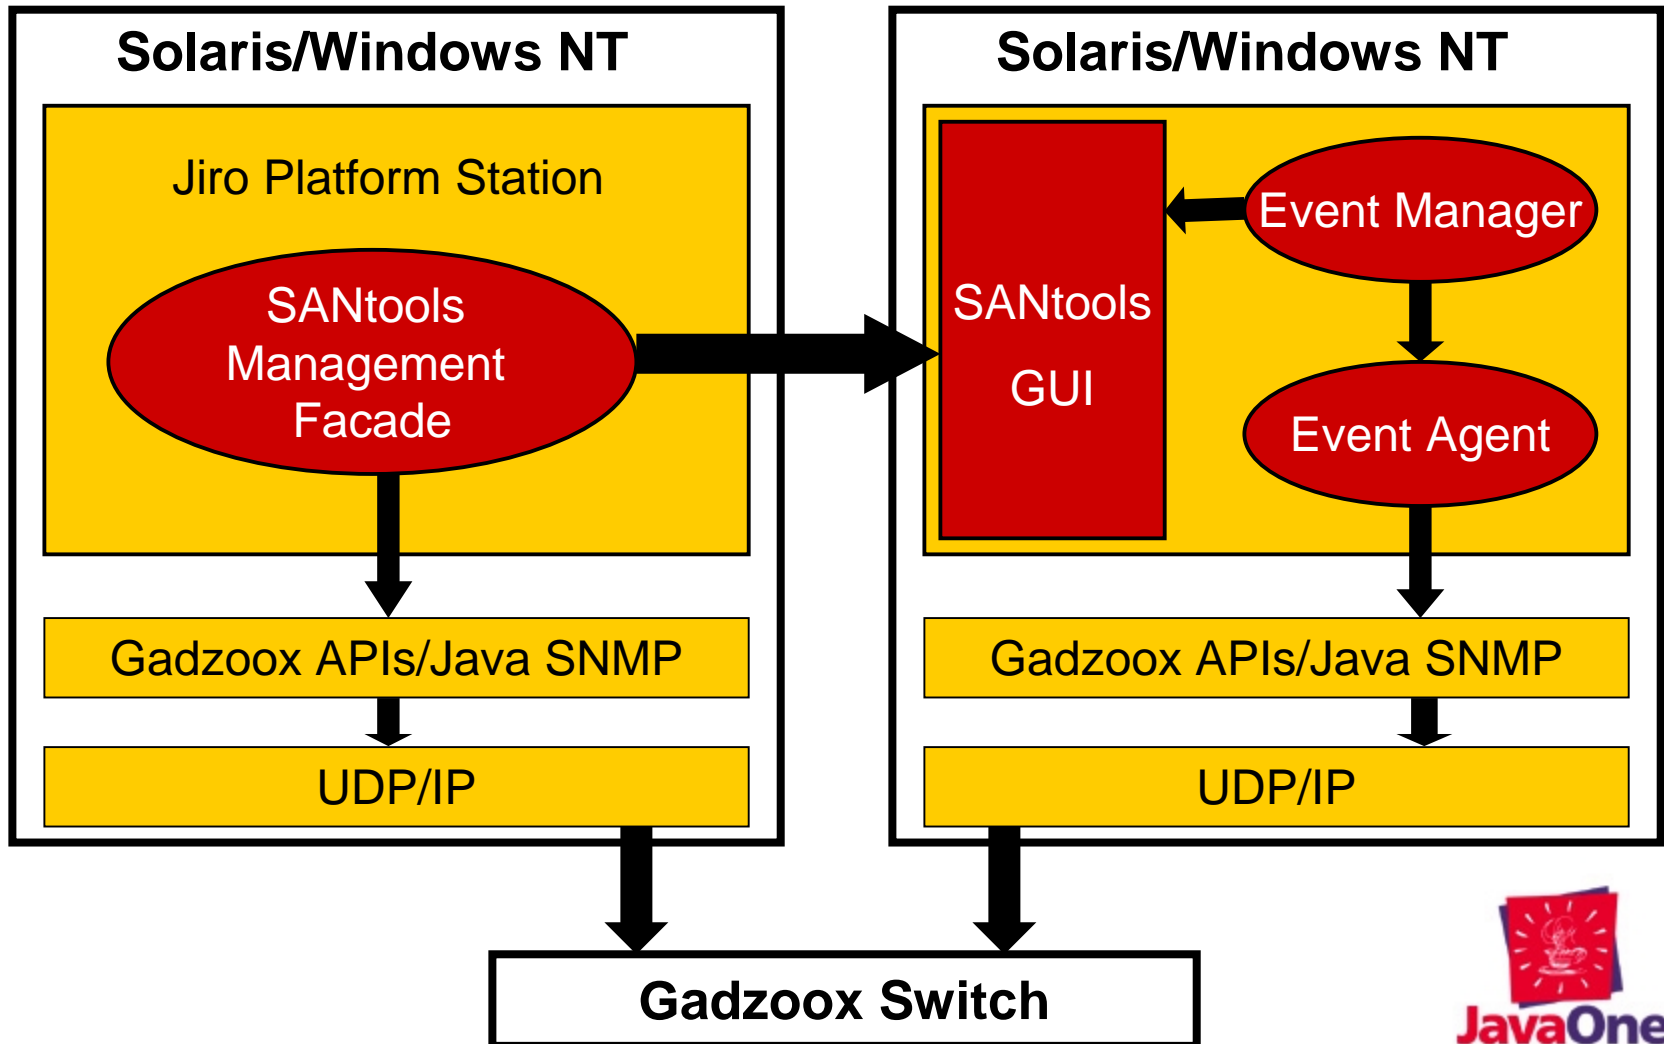 Solaris/Windows NT
Jiro Platform Station
SANtools
Management
Facade
Gadzoox APIs/Java SNMP
UDP/IP
Solaris/Windows NT
SANtools
GUI
Event Manager
Event Agent
Gadzoox APIs/Java SNMP
UDP/IP
Gadzoox Switch
JavaOne